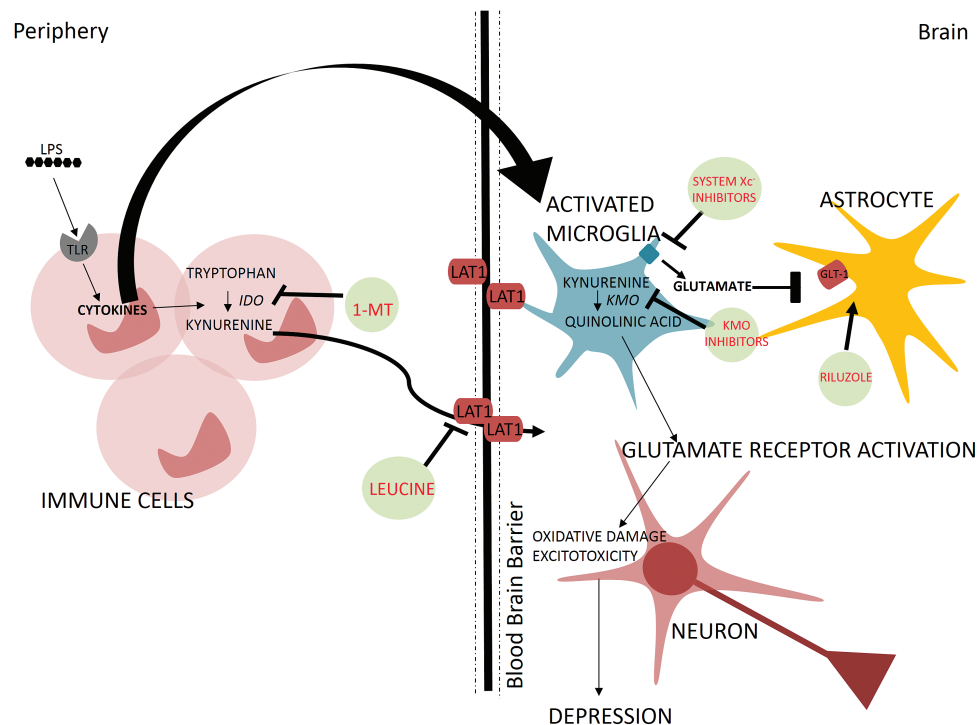 Periphery
Brain
LPS
TLR
CYTOKINES
TRYPTOPHAN
IDO
KYNURENINE
1-MT
IMMUNE CELLS
LEUCINE
LAT1
LAT1
LAT1
LAT1
Blood Brain Barrier
ACTIVATED
MICROGLIA
SYSTEM Xc-
INHIBITORS
ASTROCYTE
GLT-1
KYNURENINE
KMO
QUINOLINIC ACID
GLUTAMATE
KMO
INHIBITORS
RILUZOLE
GLUTAMATE RECEPTOR ACTIVATION
OXIDATIVE DAMAGE
EXCITOTOXICITY
NEURON
DEPRESSION